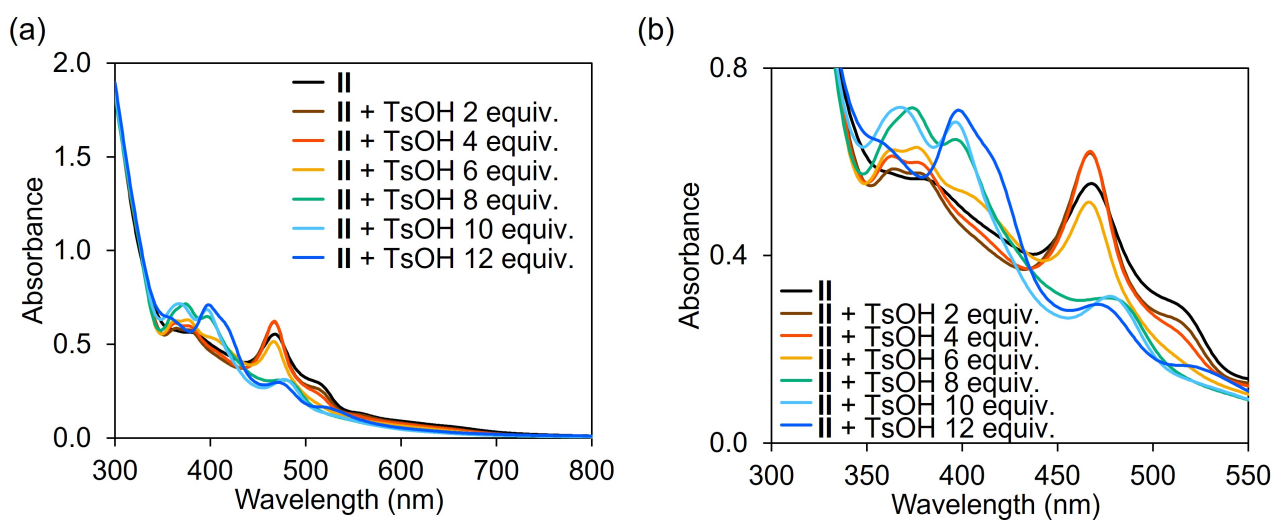 (a)
2.0
1.5
1.0
0.5
0.0
Absorbance
II
II + TsOH 2 equiv.
II + TsOH 4 equiv.
II + TsOH 6 equiv.
II + TsOH 8 equiv.
II + TsOH 10 equiv.
II + TsOH 12 equiv.
300 400 500 600 700 800
Wavelength (nm)
(b)
0.8
0.4
0.0
Absorbance
II
II + TsOH 2 equiv.
II + TsOH 4 equiv.
II + TsOH 6 equiv.
II + TsOH 8 equiv.
II + TsOH 10 equiv.
II + TsOH 12 equiv.
300 350 400 450 500 550
Wavelength (nm)